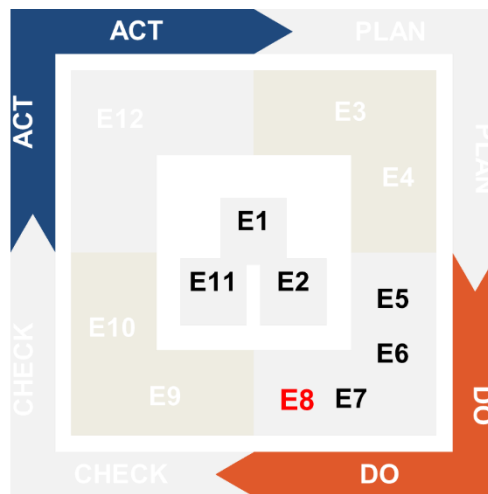 ACT
PLAN
ACT
PLAN
E12
E3
E4
E1
E11
E2
E5
E6
E10
E9
E8
E7
CHECK
DO
CHECK
DO